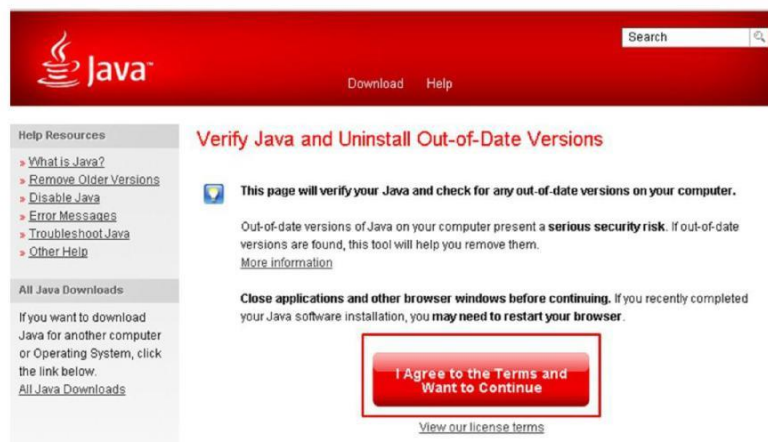 Java™
Search
Download Help
Help Resources
» What is Java?
» Remove Older Versions
» Disable Java
» Error Messages
» Troubleshoot Java
» Other Help
All Java Downloads
If you want to download
Java for another computer
or Operating System, click
the link below.
All Java Downloads
Verify Java and Uninstall Out-of-Date Versions
This page will verify your Java and check for any out-of-date versions on your computer.
Out-of-date versions of Java on your computer present a serious security risk. If out-of-date
versions are found, this tool will help you remove them.
More information
Close applications and other browser windows before continuing. If you recently completed
your Java software installation, you may need to restart your browser.
I Agree to the Terms and
Want to Continue
View our license terms